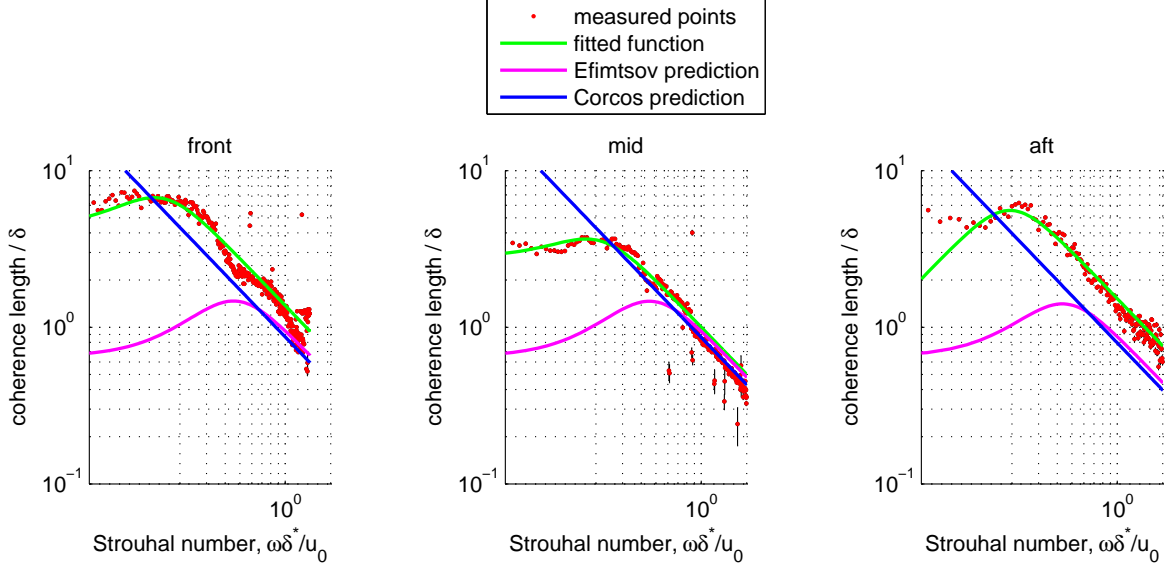 measured points
fitted function
Efimtsov prediction
Corcos prediction
front
mid
aft
10^1
10^0
10^-1
coherence length / δ
10^0
Strouhal number, ωδ*/u_0
10^1
10^0
10^-1
coherence length / δ
10^0
Strouhal number, ωδ*/u_0
10^1
10^0
10^-1
coherence length / δ
10^0
Strouhal number, ωδ*/u_0